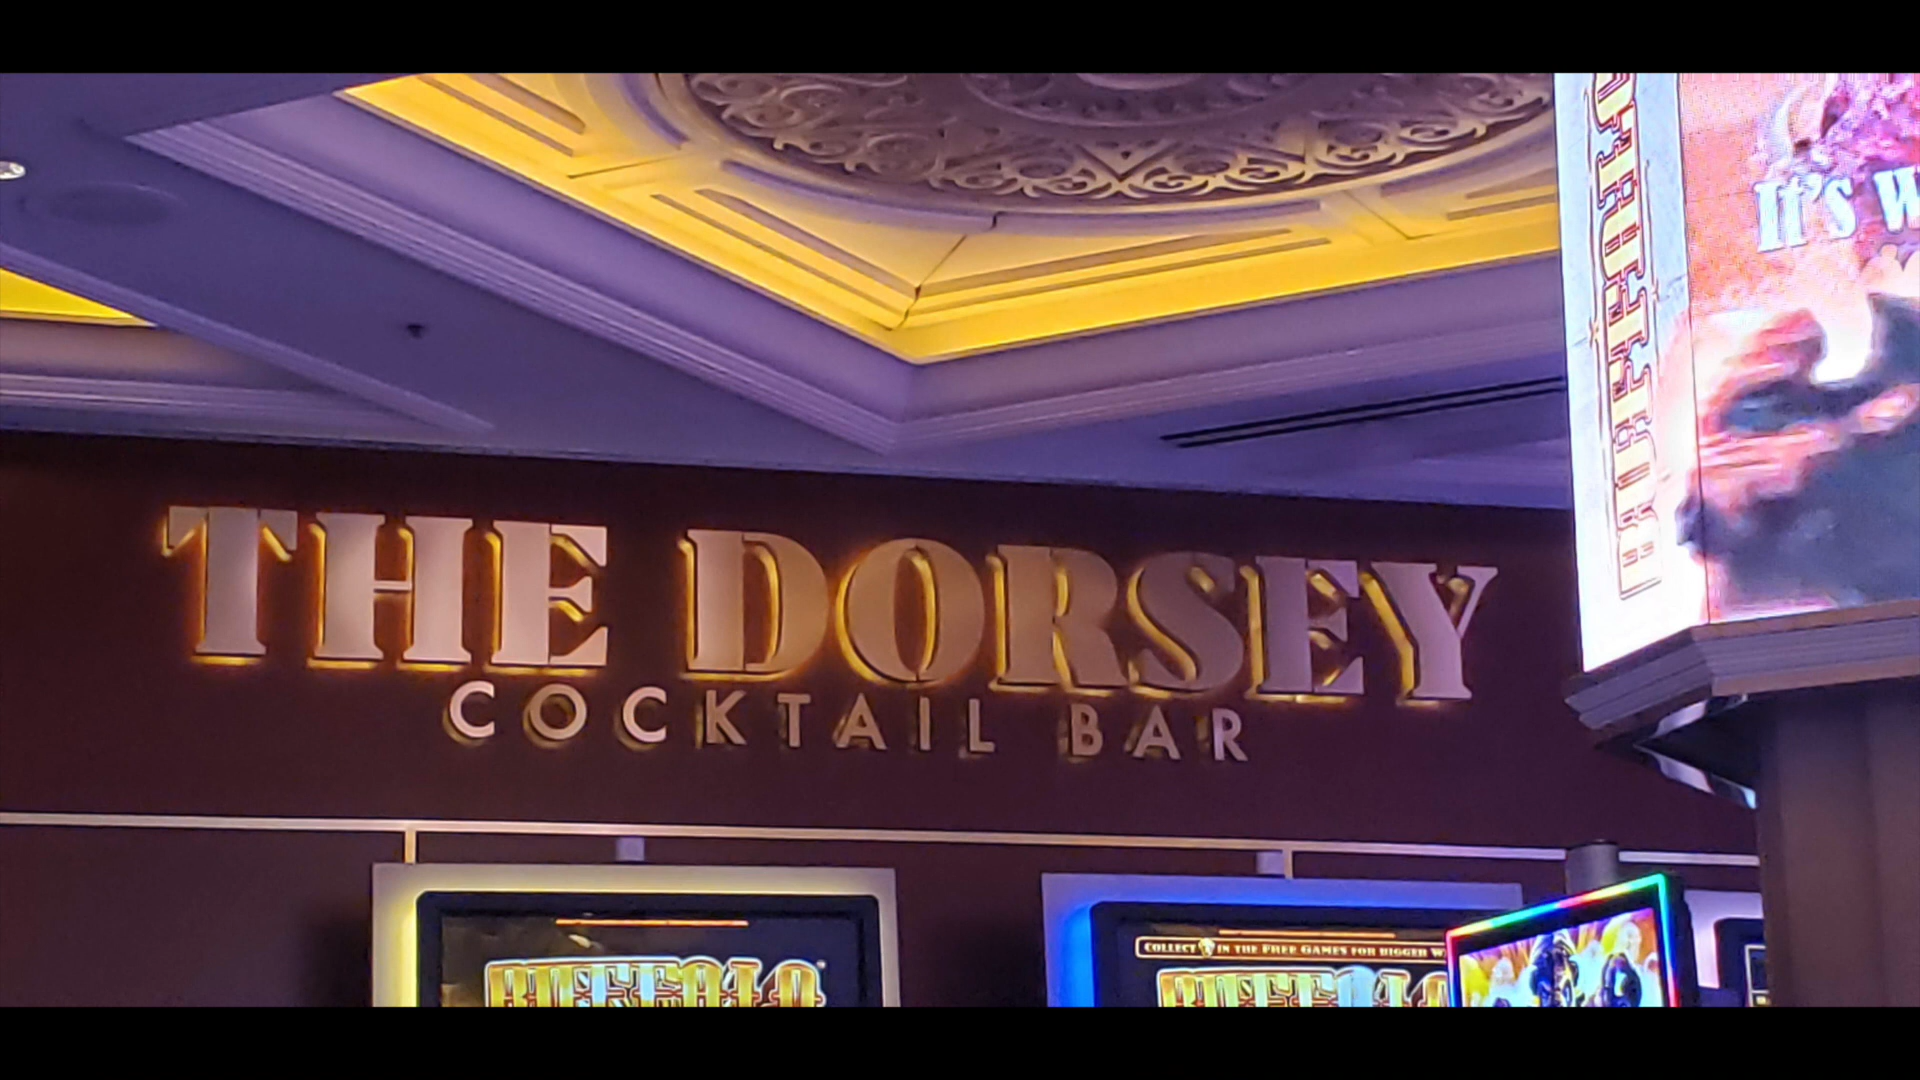 THE DORSEY
COCKTAIL BAR
BUFFALO
It's
COLLECT IN THE FREE GAMES FOR BIGGER
BUFFALO
BUFFALO